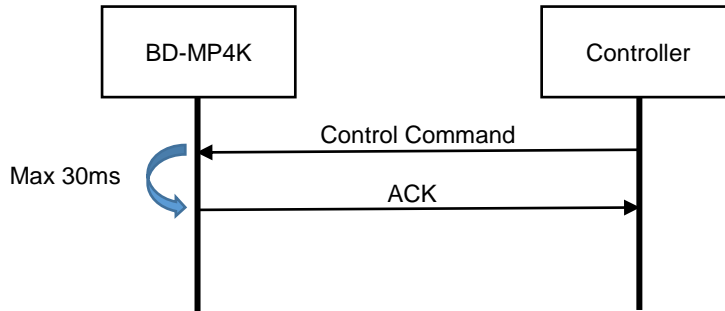 BD-MP4K
Controller
Control Command
Max 30ms
ACK